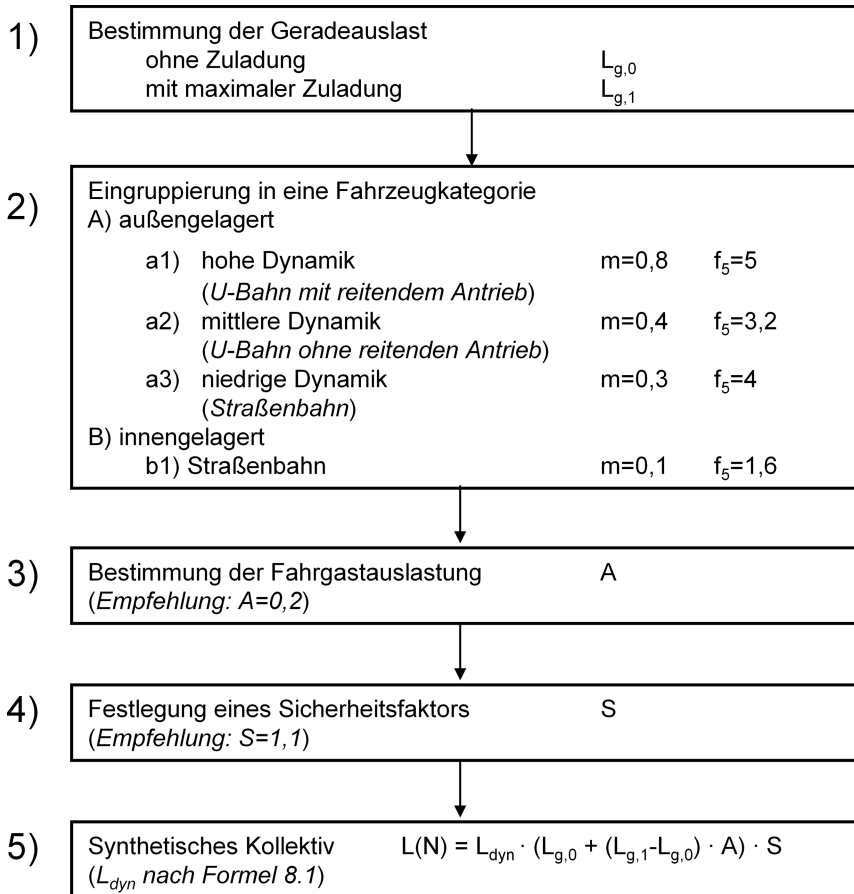 1)
Bestimmung der Geradeauslast
ohne Zuladung L_g,0
mit maximaler Zuladung L_g,1
2)
Eingruppierung in eine Fahrzeugkategorie
A) außengelagert
a1) hohe Dynamik m=0,8 f_5=5
(U-Bahn mit reitendem Antrieb)
a2) mittlere Dynamik m=0,4 f_5=3,2
(U-Bahn ohne reitenden Antrieb)
a3) niedrige Dynamik m=0,3 f_5=4
(Straßenbahn)
B) innengelagert
b1) Straßenbahn m=0,1 f_5=1,6
3)
Bestimmung der Fahrgastauslastung A
(Empfehlung: A=0,2)
4)
Festlegung eines Sicherheitsfaktors S
(Empfehlung: S=1,1)
5)
Synthetisches Kollektiv L(N) = L_dyn · (L_g,0 + (L_g,1-L_g,0) · A) · S
(L_dyn nach Formel 8.1)